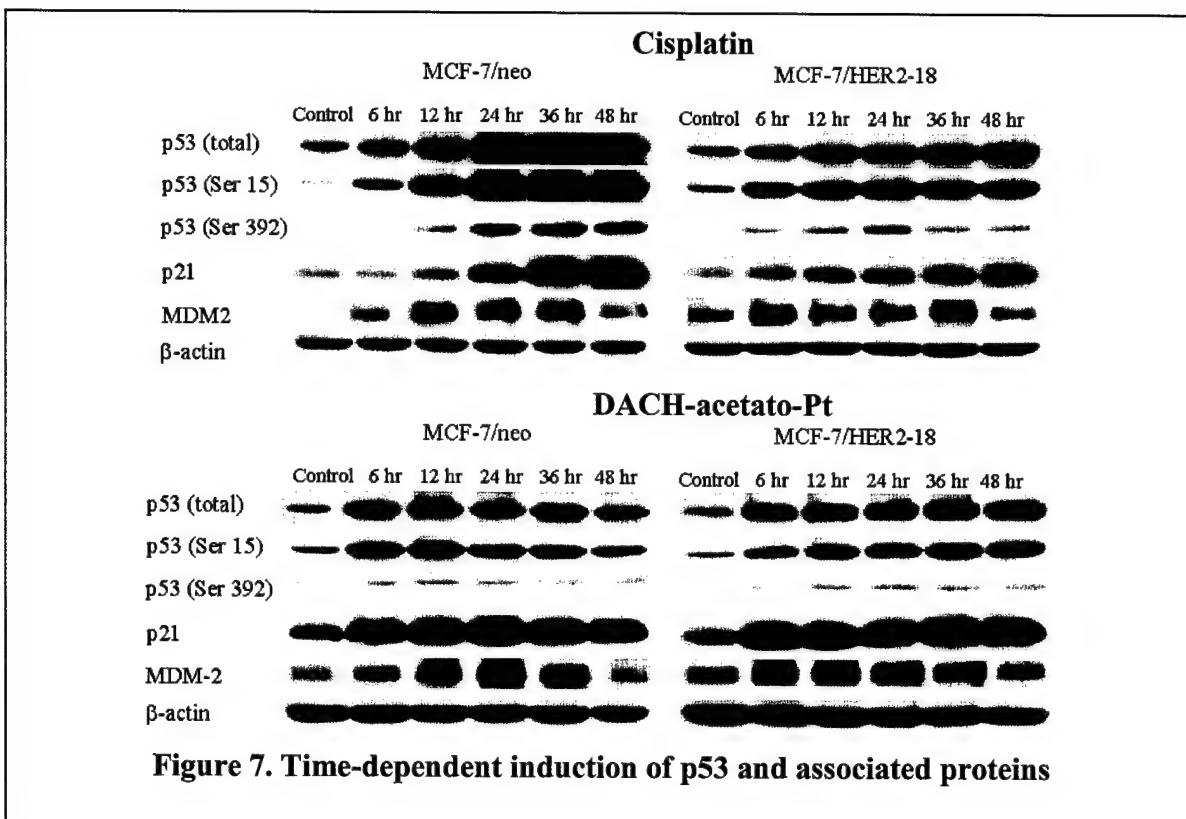 Cisplatin
MCF-7/neo MCF-7/HER2-18
Control 6 hr 12 hr 24 hr 36 hr 48 hr Control 6 hr 12 hr 24 hr 36 hr 48 hr
p53 (total)
p53 (Ser 15)
p53 (Ser 392)
p21
MDM2
β-actin
DACH-acetato-Pt
MCF-7/neo MCF-7/HER2-18
Control 6 hr 12 hr 24 hr 36 hr 48 hr Control 6 hr 12 hr 24 hr 36 hr 48 hr
p53 (total)
p53 (Ser 15)
p53 (Ser 392)
p21
MDM-2
β-actin
Figure 7. Time-dependent induction of p53 and associated proteins